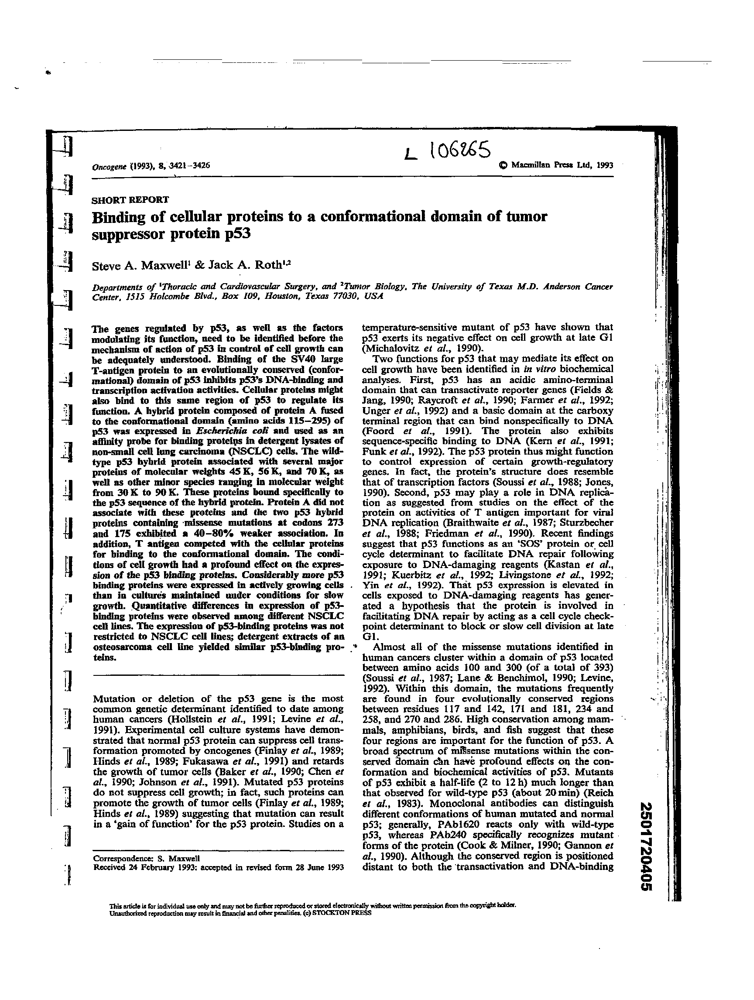 L 106265
Oncogene (1993), 8, 3421-3426
© Macmillan Press Ltd, 1993
SHORT REPORT
Binding of cellular proteins to a conformational domain of tumor
suppressor protein p53
Steve A. Maxwell¹ & Jack A. Roth¹,²
Departments of ¹Thoracic and Cardiovascular Surgery, and ²Tumor Biology, The University of Texas M.D. Anderson Cancer
Center, 1515 Holcombe Blvd., Box 109, Houston, Texas 77030, USA
The genes regulated by p53, as well as the factors
modulating its function, need to be identified before the
mechanism of action of p53 in control of cell growth can
be adequately understood. Binding of the SV40 large
T-antigen protein to an evolutionally conserved (confor-
mational) domain of p53 inhibits p53's DNA-binding and
transcription activation activities. Cellular proteins might
also bind to this same region of p53 to regulate its
function. A hybrid protein composed of protein A fused
to the conformational domain (amino acids 115-295) of
p53 was expressed in Escherichia coli and used as an
affinity probe for binding proteins in detergent lysates of
non-small cell lung carcinoma (NSCLC) cells. The wild-
type p53 hybrid protein associated with several major
proteins of molecular weights 45 K, 56 K, and 70 K, as
well as other minor species ranging in molecular weight
from 30 K to 90 K. These proteins bound specifically to
the p53 sequence of the hybrid protein. Protein A did not
associate with these proteins and the two p53 hybrid
proteins containing missense mutations at codons 273
and 175 exhibited a 40-80% weaker association. In
addition, T antigen competed with the cellular proteins
for binding to the conformational domain. The condi-
tions of cell growth had a profound effect on the expres-
sion of the p53 binding proteins. Considerably more p53
binding proteins were expressed in actively growing cells
than in cultures maintained under conditions for slow
growth. Quantitative differences in expression of p53-
binding proteins were observed among different NSCLC
cell lines. The expression of p53-binding proteins was not
restricted to NSCLC cell lines; detergent extracts of an
osteosarcoma cell line yielded similar p53-binding pro-
teins.
Mutation or deletion of the p53 gene is the most
common genetic determinant identified to date among
human cancers (Hollstein et al., 1991; Levine et al.,
1991). Experimental cell culture systems have demon-
strated that normal p53 protein can suppress cell trans-
formation promoted by oncogenes (Finlay et al., 1989;
Hinds et al., 1989; Fukasawa et al., 1991) and retards
the growth of tumor cells (Baker et al., 1990; Chen et
al., 1990; Johnson et al., 1991). Mutated p53 proteins
do not suppress cell growth; in fact, such proteins can
promote the growth of tumor cells (Finlay et al., 1989;
Hinds et al., 1989) suggesting that mutation can result
in a 'gain of function' for the p53 protein. Studies on a
Correspondence: S. Maxwell
Received 24 February 1993; accepted in revised form 28 June 1993
temperature-sensitive mutant of p53 have shown that
p53 exerts its negative effect on cell growth at late G1
(Michalovitz et al., 1990).
Two functions for p53 that may mediate its effect on
cell growth have been identified in in vitro biochemical
analyses. First, p53 has an acidic amino-terminal
domain that can transactivate reporter genes (Fields &
Jang, 1990; Raycroft et al., 1990; Farmer et al., 1992;
Unger et al., 1992) and a basic domain at the carboxy
terminal region that can bind nonspecifically to DNA
(Foord et al., 1991). The protein also exhibits
sequence-specific binding to DNA (Kern et al., 1991;
Funk et al., 1992). The p53 protein thus might function
to control expression of certain growth-regulatory
genes. In fact, the protein's structure does resemble
that of transcription factors (Soussi et al., 1988; Jones,
1990). Second, p53 may play a role in DNA replica-
tion as suggested from studies on the effect of the
protein on activities of T antigen important for viral
DNA replication (Braithwaite et al., 1987; Sturzbecher
et al., 1988; Friedman et al., 1990). Recent findings
suggest that p53 functions as an 'SOS' protein or cell
cycle determinant to facilitate DNA repair following
exposure to DNA-damaging reagents (Kastan et al.,
1991; Kuerbitz et al., 1992; Livingstone et al., 1992;
Yin et al., 1992). That p53 expression is elevated in
cells exposed to DNA-damaging reagents has gener-
ated a hypothesis that the protein is involved in
facilitating DNA repair by acting as a cell cycle check-
point determinant to block or slow cell division at late
G1.
Almost all of the missense mutations identified in
human cancers cluster within a domain of p53 located
between amino acids 100 and 300 (of a total of 393)
(Soussi et al., 1987; Lane & Benchimol, 1990; Levine,
1992). Within this domain, the mutations frequently
are found in four evolutionally conserved regions
between residues 117 and 142, 171 and 181, 234 and
258, and 270 and 286. High conservation among mam-
mals, amphibians, birds, and fish suggest that these
four regions are important for the function of p53. A
broad spectrum of missense mutations within the con-
served domain can have profound effects on the con-
formation and biochemical activities of p53. Mutants
of p53 exhibit a half-life (2 to 12 h) much longer than
that observed for wild-type p53 (about 20 min) (Reich
et al., 1983). Monoclonal antibodies can distinguish
different conformations of human mutated and normal
p53; generally, PAb1620 reacts only with wild-type
p53, whereas PAb240 specifically recognizes mutant
forms of the protein (Cook & Milner, 1990; Gannon et
al., 1990). Although the conserved region is positioned
distant to both the transactivation and DNA-binding
2501720405
This article is for individual use only and may not be further reproduced or stored electronically without written permission from the copyright holder.
Unauthorized reproduction may result in financial and other penalties. (c) STOCKTON PRESS